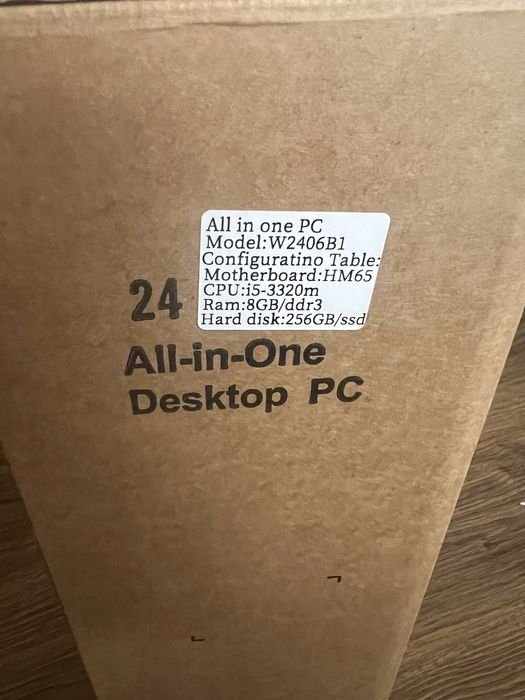 All in one PC
Model:W2406B1
Configuratino Table:
Motherboard:HM65
CPU:i5-3320m
Ram:8GB/ddr3
Hard disk:256GB/ssd
24
All-in-One
Desktop PC